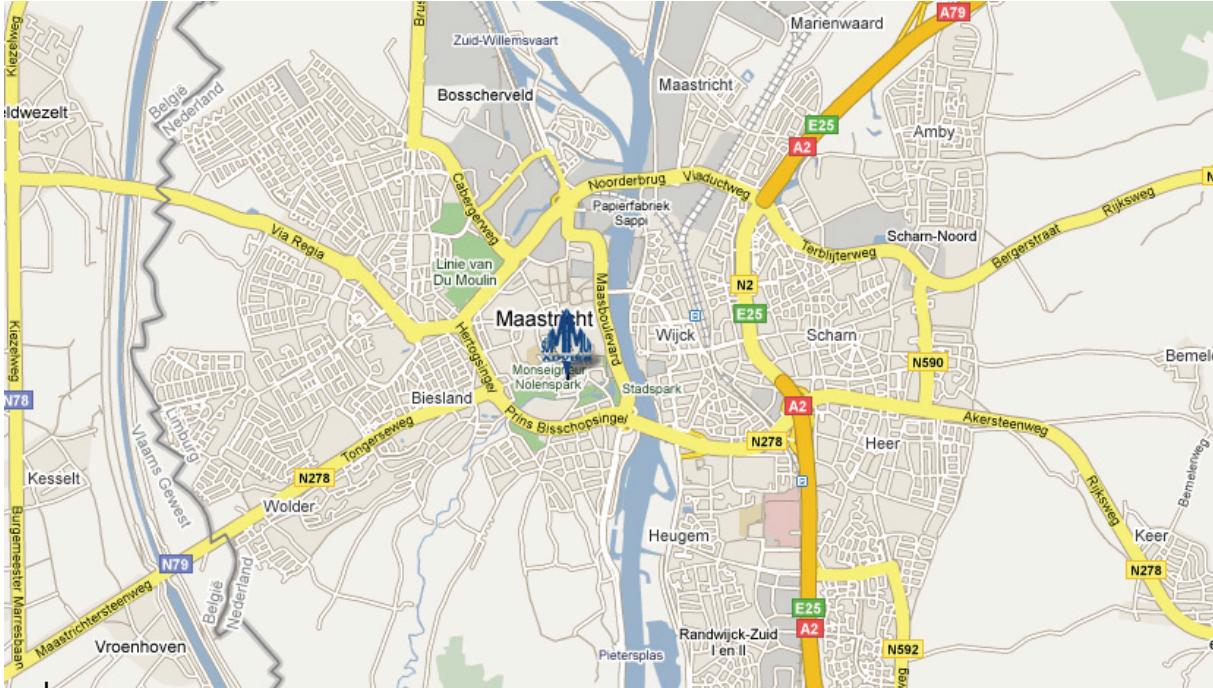 Kiezelweg
Brus
Zuid-Willemsvaart
Marienwaard
A79
België
Nederland
Bosscherveld
Maastricht
eldwezelt
E25
A2
Amby
Cabergerweg
Noorderbrug
Viaductweg
N
Papierfabriek
Sappi
Rijksweg
Via Regia
Scharn-Noord
Bergerstraat
Terblijterweg
Linie van
Du Moulin
N2
E25
Maasboulevard
Maastricht
Wijck
Scharn
Kiezelweg
Hertogsingel
N590
Bemele
Monseigneur
Nolenspark
Stadspark
N78
Biesland
A2
Prins Bisschopsingel
Akersteenweg
Limburg
Vlaams Gewest
Tongerseweg
N278
Heer
Bemelerweg
Kesselt
N278
Rijksweg
Wolder
Burgemeester Marresbaan
Heugem
Keer
N79
N278
België
Nederland
Maastrichtersteenweg
E25
A2
Vroenhoven
Randwijck-Zuid
I en II
N592
Pietersplas